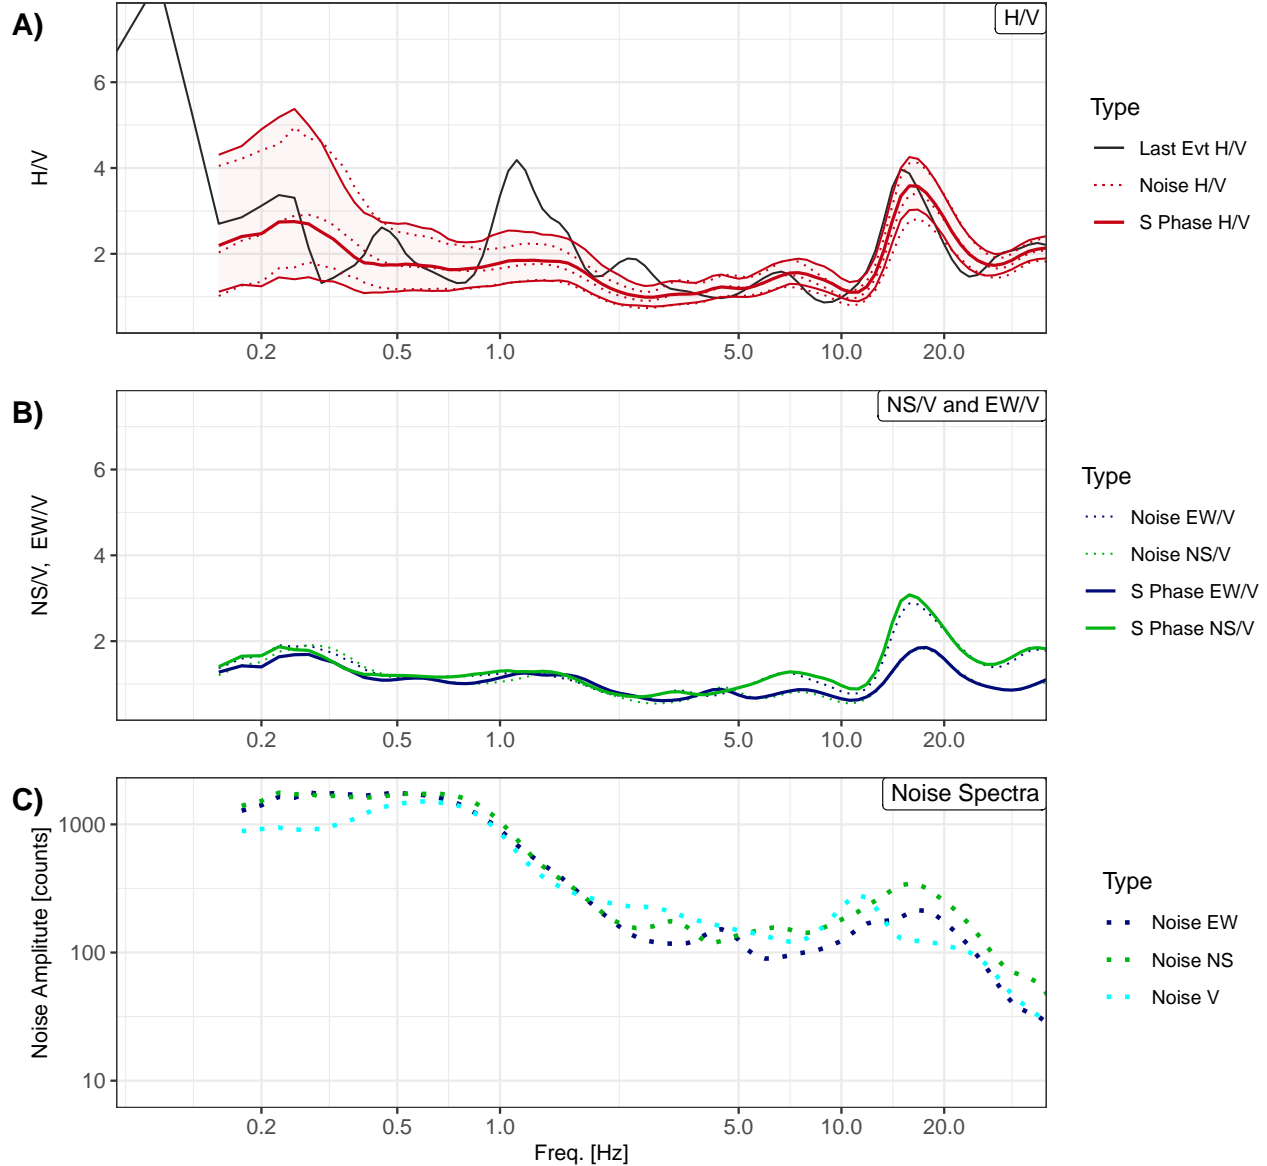 A)
H/V
6
4
2
H/V
0.2
0.5
1.0
5.0
10.0
20.0
Type
Last Evt H/V
Noise H/V
S Phase H/V
B)
NS/V and EW/V
6
4
2
NS/V,  EW/V
0.2
0.5
1.0
5.0
10.0
20.0
Type
Noise EW/V
Noise NS/V
S Phase EW/V
S Phase NS/V
C)
Noise Spectra
1000
100
10
Noise Amplitute [counts]
0.2
0.5
1.0
5.0
10.0
20.0
Freq. [Hz]
Type
Noise EW
Noise NS
Noise V